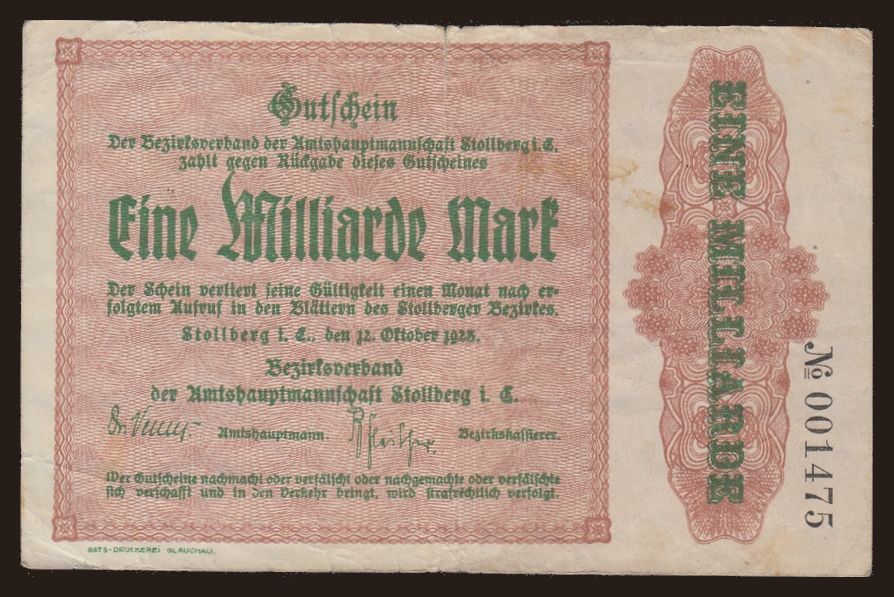 Gutschein
Der Bezirksverband der Amtshauptmannschaft Stollberg i. E.
zahlt gegen Rückgabe dieses Gutscheines
Eine Milliarde Mark
Der Schein verliert seine Gültigkeit einen Monat nach er-
folgtem Aufruf in den Blättern des Stollberger Bezirkes.
Stollberg i. E., den 12. Oktober 1923.
Bezirksverband
der Amtshauptmannschaft Stollberg i. E.
Amtshauptmann. Bezirkskassierer.
Wer Gutscheine nachmacht oder verfälscht oder nachgemachte oder verfälschte
sich verschafft und in den Verkehr bringt, wird strafrechtlich verfolgt.
RATS-DRUCKEREI GLAUCHAU.
EINE MILLIARDE
No 001475